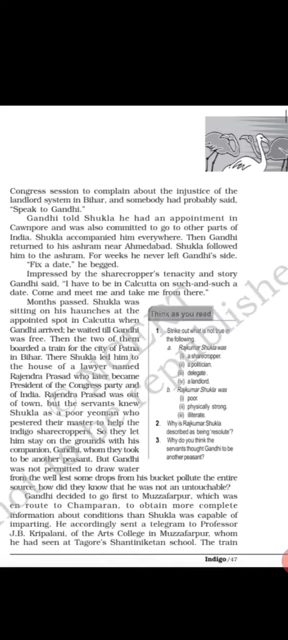 Congress session to complain about the injustice of the
landlord system in Bihar, and somebody had probably said,
"Speak to Gandhi."
Gandhi told Shukla he had an appointment in
Cawnpore and was also committed to go to other parts of
India. Shukla accompanied him everywhere. Then Gandhi
returned to his ashram near Ahmedabad. Shukla followed
him to the ashram. For weeks he never left Gandhi's side.
"Fix a date," he begged.
Impressed by the sharecropper's tenacity and story
Gandhi said, "I have to be in Calcutta on such-and-such a
date. Come and meet me and take me from there."
Months passed. Shukla was
sitting on his haunches at the
appointed spot in Calcutta when
Gandhi arrived; he waited till Gandhi
was free. Then the two of them
boarded a train for the city of Patna
in Bihar. There Shukla led him to
the house of a lawyer named
Rajendra Prasad who later became
President of the Congress party and
of India. Rajendra Prasad was out
of town, but the servants knew
Shukla as a poor yeoman who
pestered their master to help the
indigo sharecroppers. So they let
him stay on the grounds with his
companion, Gandhi, whom they took
to be another peasant. But Gandhi
was not permitted to draw water
from the well lest some drops from his bucket pollute the entire
source; how did they know that he was not an untouchable?
Think as you read
1. Strike out what is not true in
the following.
a. Rajkumar Shukla was
(i) a sharecropper.
(ii) a politician.
(iii) delegate.
(iv) a landlord.
b. Rajkumar Shukla was
(i) poor.
(ii) physically strong.
(iii) illiterate.
2. Why is Rajkumar Shukla
described as being 'resolute'?
3. Why do you think the
servants thought Gandhi to be
another peasant?
Gandhi decided to go first to Muzzafarpur, which was
en route to Champaran, to obtain more complete
information about conditions than Shukla was capable of
imparting. He accordingly sent a telegram to Professor
J.B. Kripalani, of the Arts College in Muzzafarpur, whom
he had seen at Tagore's Shantiniketan school. The train
Indigo/47